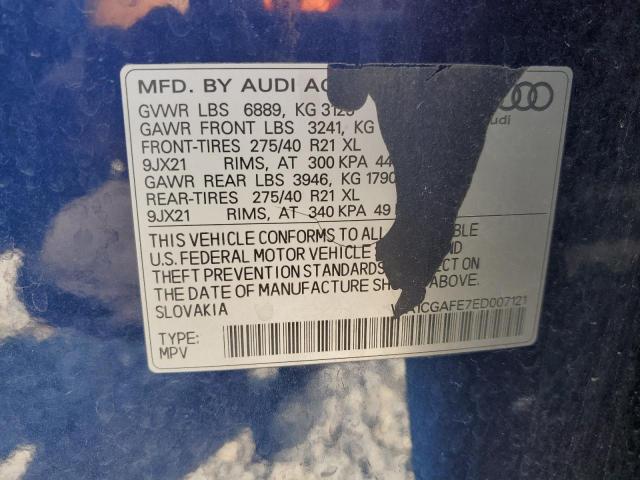 MFD. BY AUDI AG
GVWR LBS 6889, KG 3125
GAWR FRONT LBS 3241, KG
FRONT-TIRES 275/40 R21 XL
9JX21 RIMS, AT 300 KPA 44
GAWR REAR LBS 3946, KG 1790
REAR-TIRES 275/40 R21 XL
9JX21 RIMS, AT 340 KPA 49
THIS VEHICLE CONFORMS TO ALL
U.S. FEDERAL MOTOR VEHICLE
THEFT PREVENTION STANDARDS ON
THE DATE OF MANUFACTURE
SLOVAKIA
TYPE:
MPV